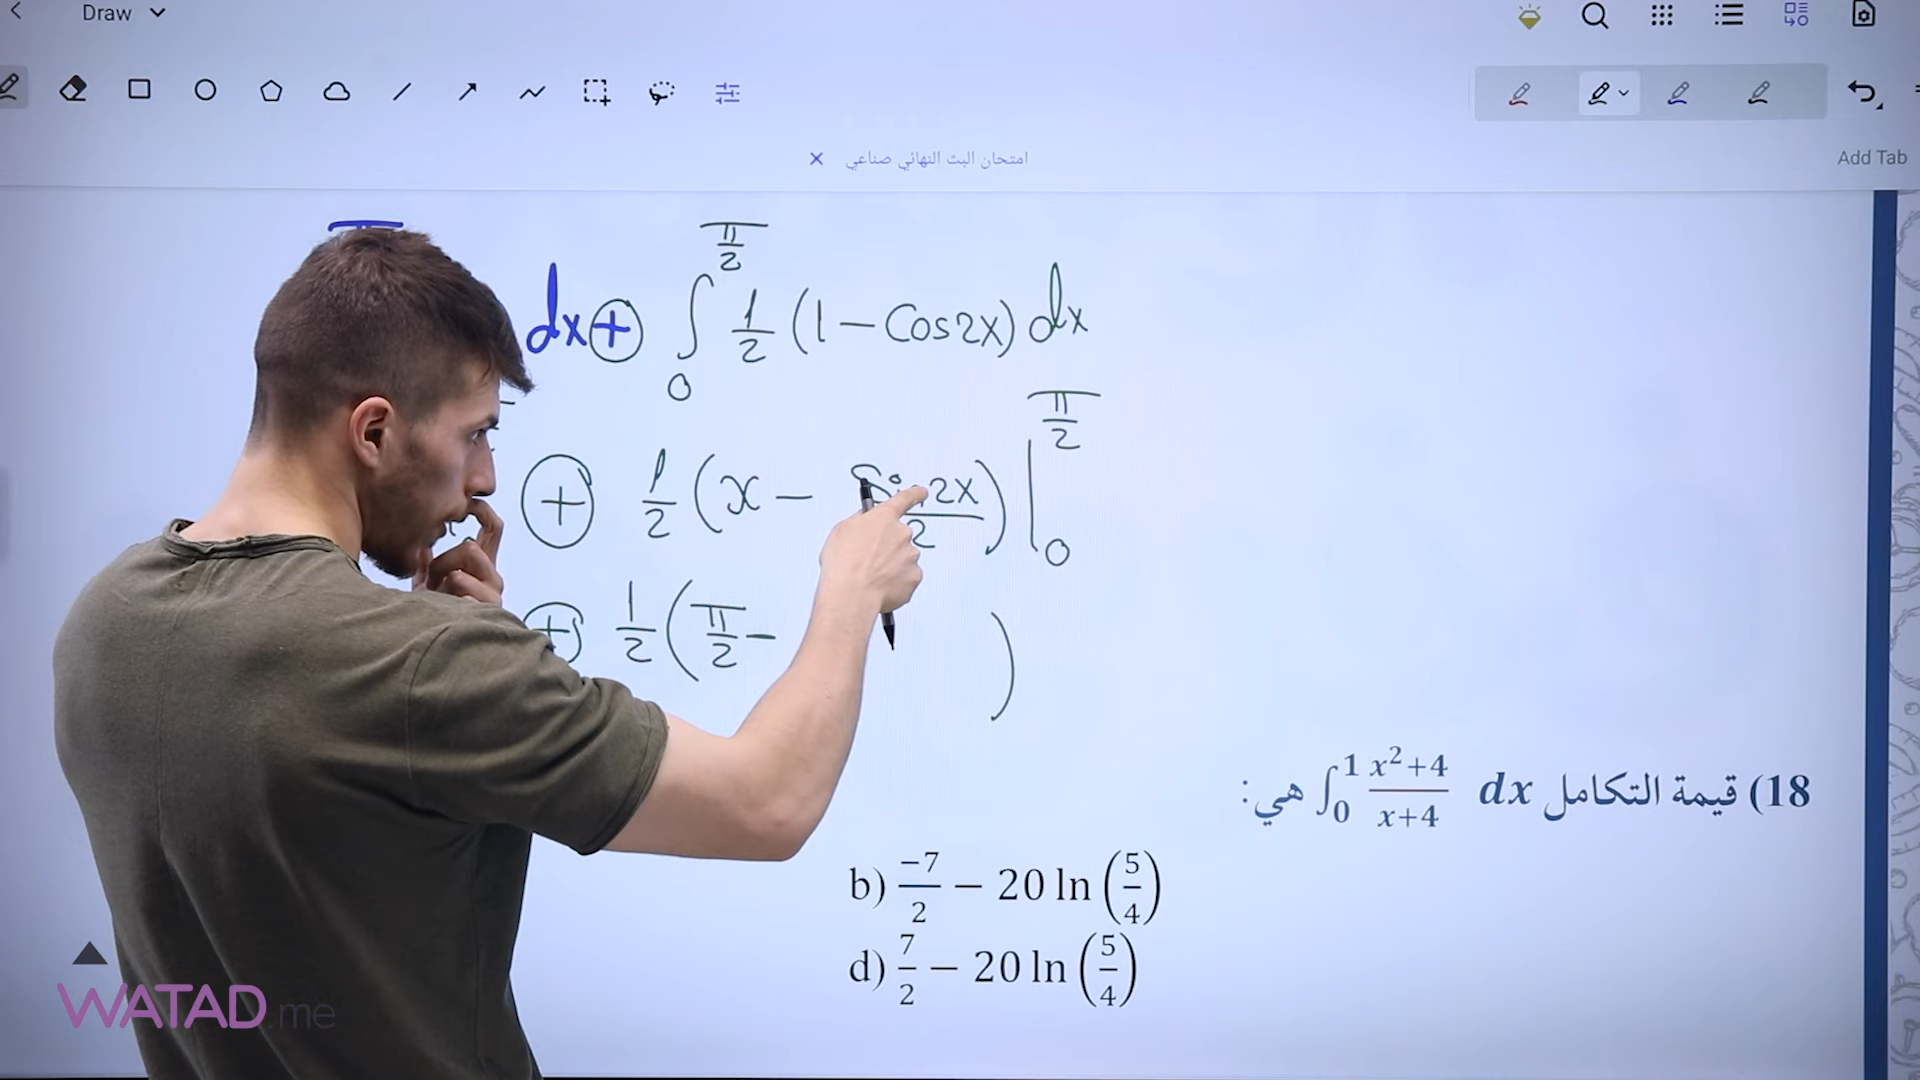 Draw
امتحان البث النهائي صناعي
Add Tab
π/2
dx + ∫ 1/2 (1 − Cos2x) dx
0
π/2
+ 1/2 (x − Sin2x/2) |
0
+ 1/2 (π/2 − )
18) قيمة التكامل ∫₀¹ (x²+4)/(x+4) dx هي:
b) −7/2 − 20 ln (5/4)
d) 7/2 − 20 ln (5/4)
WATAD.me